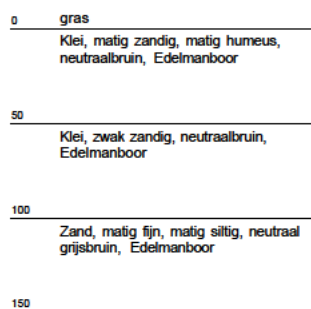 0 gras
Klei, matig zandig, matig humeus,
neutraalbruin, Edelmanboor
50
Klei, zwak zandig, neutraalbruin,
Edelmanboor
100
Zand, matig fijn, matig siltig, neutraal
grijsbruin, Edelmanboor
150